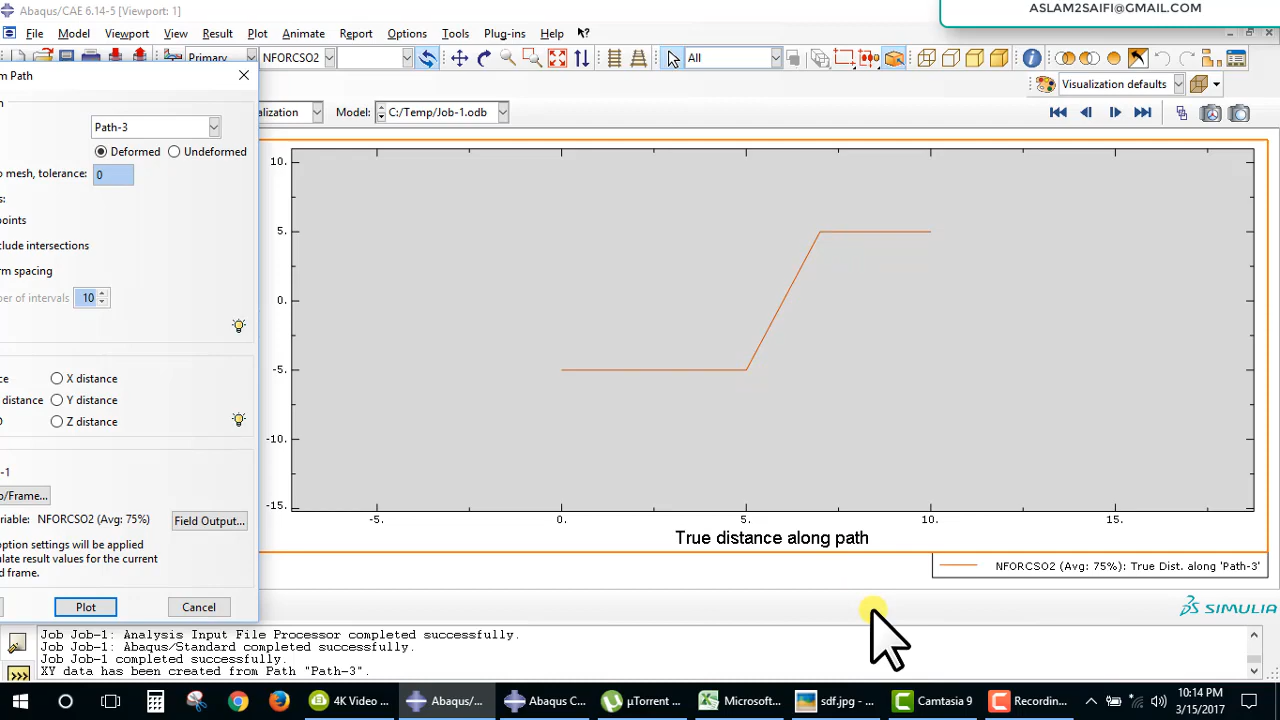 Abaqus/CAE 6.14-5 [Viewport: 1]
ASLAM2SAIFI@GMAIL.COM
File Model Viewport View Result Plot Animate Report Options Tools Plug-ins Help
Primary NFORCSO2 All
m Path
Visualization defaults
alization Model: C:/Temp/Job-1.odb
Path-3
Deformed Undeformed
o mesh, tolerance: 0
s:
points
clude intersections
rm spacing
er of intervals 10
nce X distance
distance Y distance
D Z distance
-1
p/Frame...
riable: NFORCSO2 (Avg: 75%) Field Output...
option settings will be applied
ulate result values for the current
d frame.
Plot Cancel
10.
5.
0.
-5.
-10.
-15.
-5. 0. 5. 10. 15.
True distance along path
NFORCSO2 (Avg: 75%): True Dist. along 'Path-3'
SIMULIA
Job Job-1: Analysis Input File Processor completed successfully.
Job Job-1: Abaqus/Standard completed successfully.
Job Job-1 completed successfully.
XY data has been created from Path "Path-3".
4K Video ... Abaqus/... Abaqus C... µTorrent ... Microsoft... sdf.jpg - ... Camtasia 9 Recordin...
10:14 PM
3/15/2017